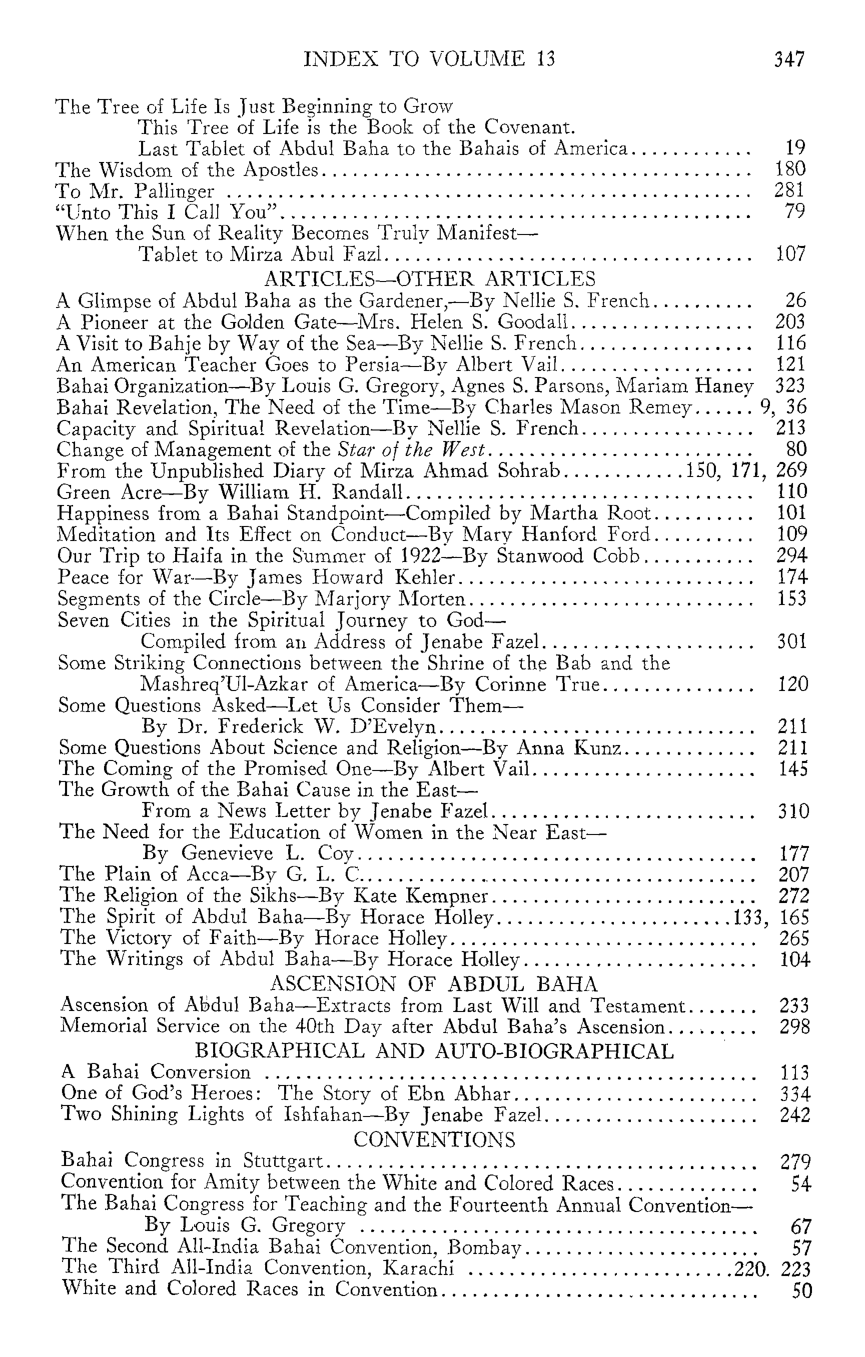 INDEX TO VOLUME 13 347
The Tree of Life Is Just Beginning to Grow
This Tree of Life is the Book of the Covenant.
Last Tablet of Abdul Baha to the Bahais of America............ 19
The Wisdom of the Apostles.......................................... 180
To Mr. Pallinger ................................................... 281
“Unto This I Call You”.............................................. 79
When the Sun of Reality Becomes Truly Manifest—
Tablet to Mirza Abul Fazl.................................... 107
ARTICLES—OTHER ARTICLES
A Glimpse of Abdul Baha as the Gardener,—By Nellie S. French.......... 26
A Pioneer at the Golden Gate—Mrs. Helen S. Goodall.................. 203
A Visit to Bahje by Way of the Sea—By Nellie S. French................. 116
An American Teacher Goes to Persia—By Albert Vail................... 121
Bahai Organization—By Louis G. Gregory, Agnes S. Parsons, Mariam Haney 323
Bahai Revelation, The Need of the Time—By Charles Mason Remey...... 9, 36
Capacity and Spiritual Revelation—By Nellie S. French................. 213
Change of Management of the Star of the West.......................... 80
From the Unpublished Diary of Mirza Ahmad Sohrab............150, 171, 269
Green Acre—By William H. Randall.................................. 110
Happiness from a Bahai Standpoint—Compiled by Martha Root.......... 101
Meditation and Its Effect on Conduct—By Mary Hanford Ford.......... 109
Our Trip to Haifa in the Summer of 1922—By Stanwood Cobb........... 294
Peace for War—By James Howard Kehler............................. 174
Segments of the Circle—By Marjory Morten............................ 153
Seven Cities in the Spiritual Journey to God—
Compiled from an Address of Jenabe Fazel..................... 301
Some Striking Connections between the Shrine of the Bab and the
Mashreq’Ul-Azkar of America—By Corinne True............... 120
Some Questions Asked—Let Us Consider Them—
By Dr. Frederick W. D’Evelyn............................... 211
Some Questions About Science and Religion—By Anna Kunz............. 211
The Coming of the Promised One—By Albert Vail...................... 145
The Growth of the Bahai Cause in the East—
From a News Letter by Jenabe Fazel.......................... 310
The Need for the Education of Women in the Near East—
By Genevieve L. Coy....................................... 177
The Plain of Acca—By G. L. C....................................... 207
The Religion of the Sikhs—By Kate Kempner.......................... 272
The Spirit of Abdul Baha—By Horace Holley.......................133, 165
The Victory of Faith—By Horace Holley.............................. 265
The Writings of Abdul Baha—By Horace Holley....................... 104
ASCENSION OF ABDUL BAHA
Ascension of Abdul Baha—Extracts from Last Will and Testament....... 233
Memorial Service on the 40th Day after Abdul Baha’s Ascension......... 298
BIOGRAPHICAL AND AUTO-BIOGRAPHICAL
A Bahai Conversion ................................................ 113
One of God’s Heroes: The Story of Ebn Abhar........................ 334
Two Shining Lights of Ishfahan—By Jenabe Fazel..................... 242
CONVENTIONS
Bahai Congress in Stuttgart.......................................... 279
Convention for Amity between the White and Colored Races.............. 54
The Bahai Congress for Teaching and the Fourteenth Annual Convention—
By Louis G. Gregory ....................................... 67
The Second All-India Bahai Convention, Bombay....................... 57
The Third All-India Convention, Karachi ..........................220. 223
White and Colored Races in Convention............................... 50